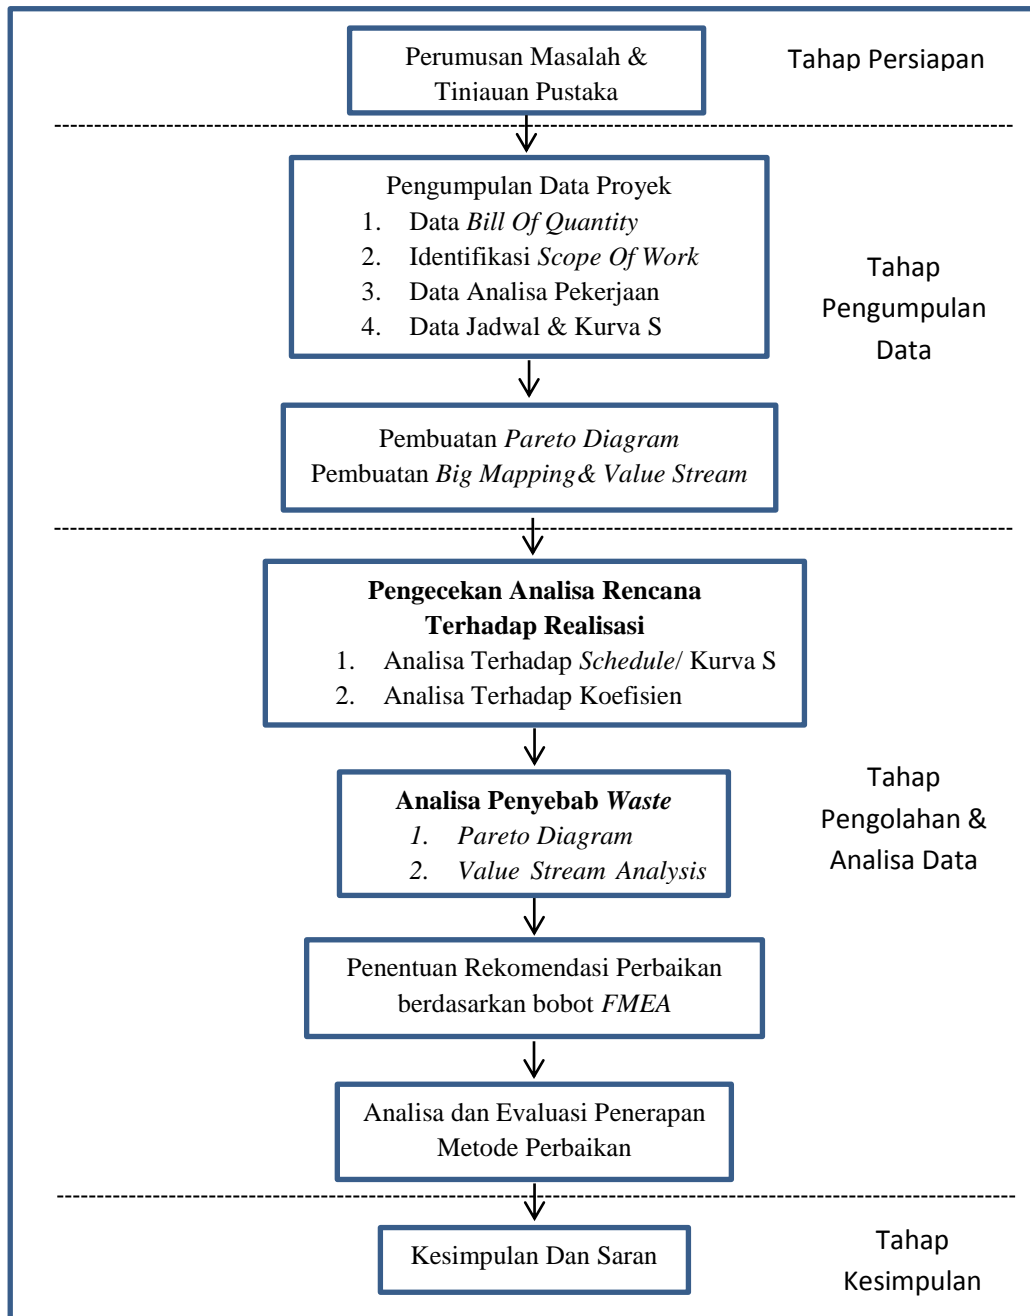 Perumusan Masalah &
Tinjauan Pustaka
Tahap Persiapan
Pengumpulan Data Proyek
1. Data Bill Of Quantity
2. Identifikasi Scope Of Work
3. Data Analisa Pekerjaan
4. Data Jadwal & Kurva S
Tahap
Pengumpulan
Data
Pembuatan Pareto Diagram
Pembuatan Big Mapping& Value Stream
Pengecekan Analisa Rencana
Terhadap Realisasi
1. Analisa Terhadap Schedule/ Kurva S
2. Analisa Terhadap Koefisien
Analisa Penyebab Waste
1. Pareto Diagram
2. Value Stream Analysis
Tahap
Pengolahan &
Analisa Data
Penentuan Rekomendasi Perbaikan
berdasarkan bobot FMEA
Analisa dan Evaluasi Penerapan
Metode Perbaikan
Kesimpulan Dan Saran
Tahap
Kesimpulan